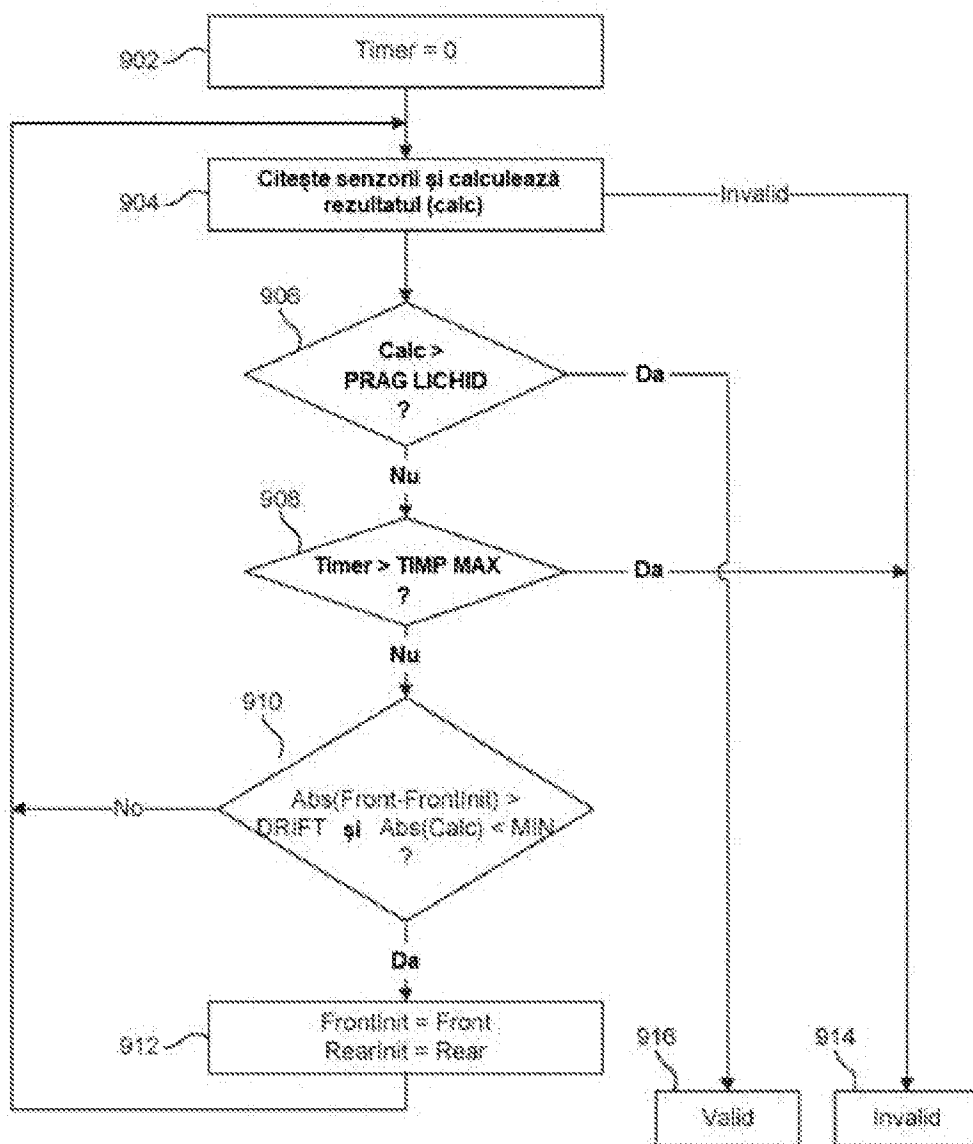 902
Timer = 0
904
Citește senzorii și calculează
rezultatul (calc)
Invalid
906
Calc >
PRAG LICHID
?
Da
Nu
908
Timer > TIMP MAX
?
Da
Nu
910
Abs(Front-FrontInit) >
DRIFT și Abs(Calc) < MIN
?
No
Da
912
FrontInit = Front
RearInit = Rear
916
Valid
914
Invalid